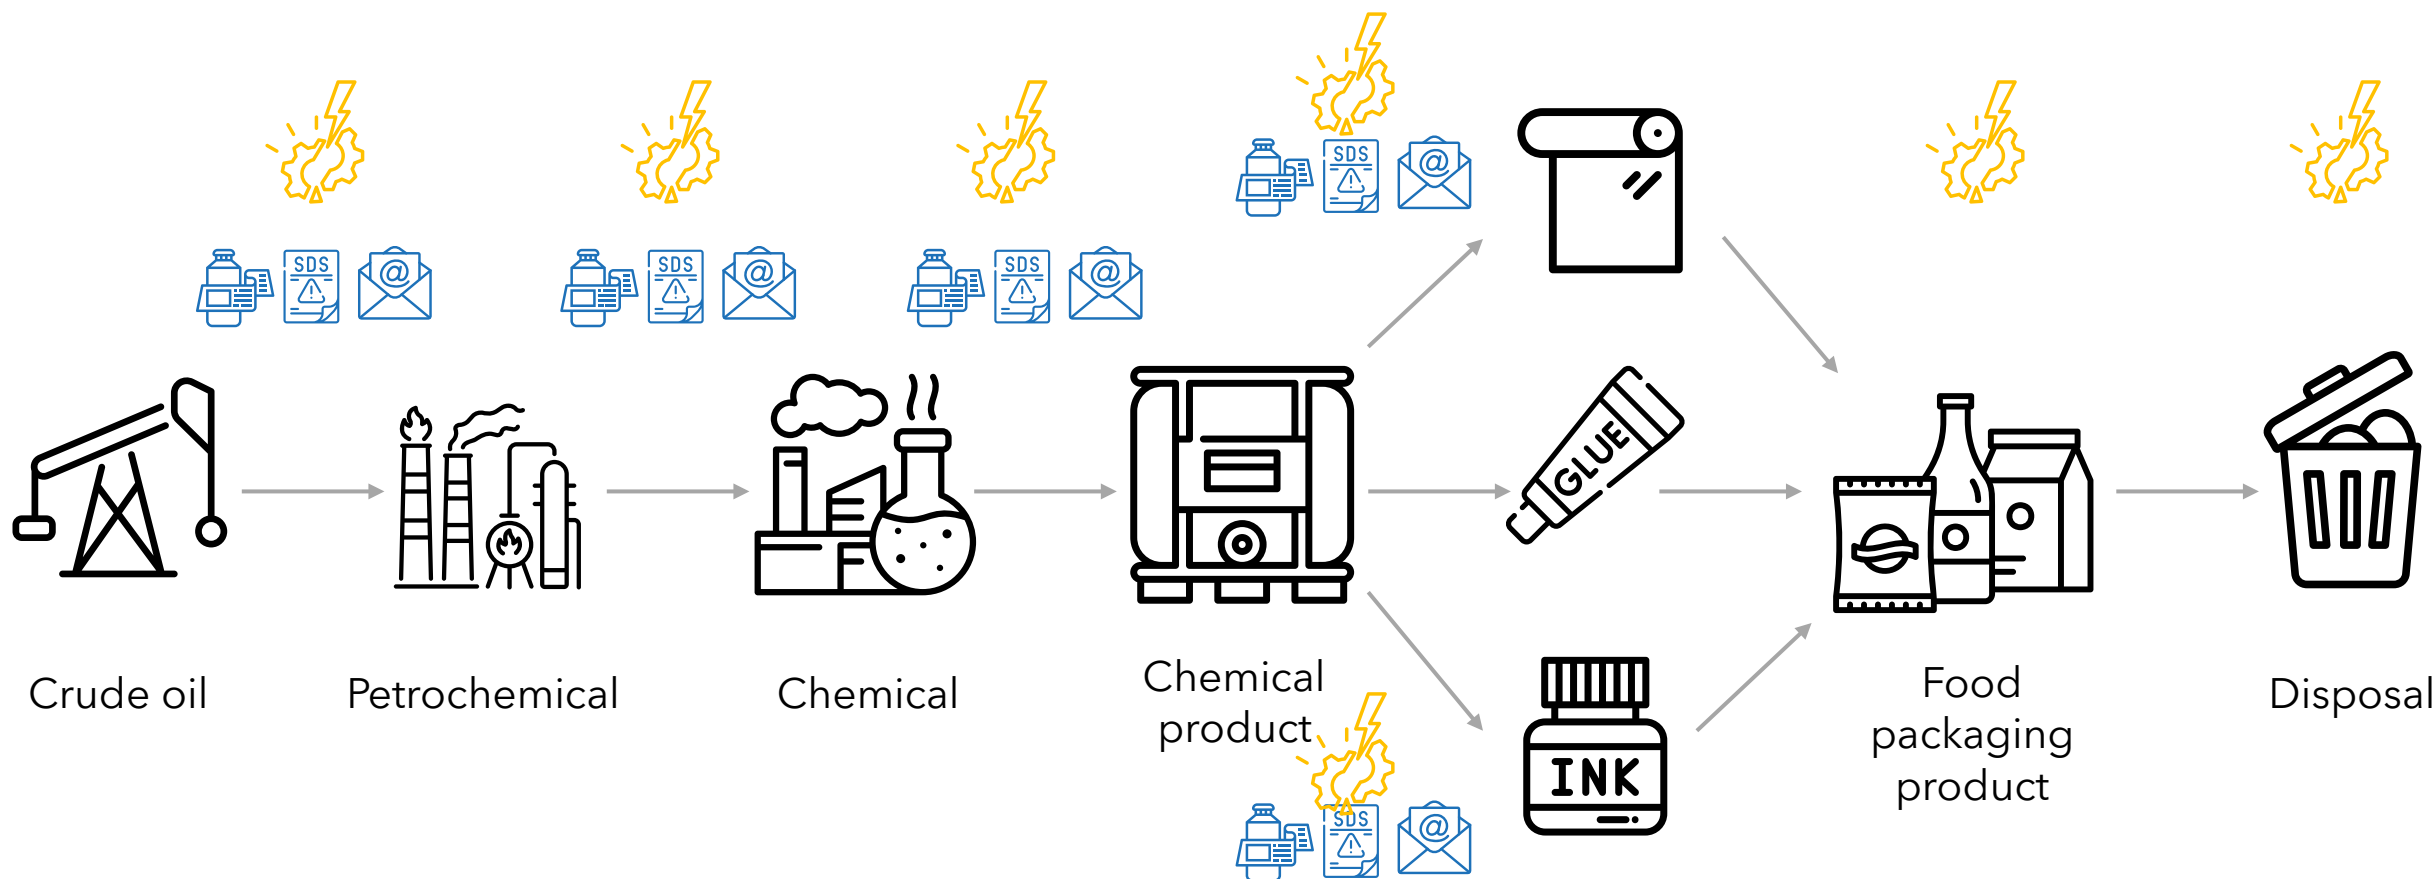 SDS
@
SDS
@
SDS
@
SDS
@
GLUE
Crude oil
Petrochemical
Chemical
Chemical
product
INK
SDS
@
Food
packaging
product
Disposal